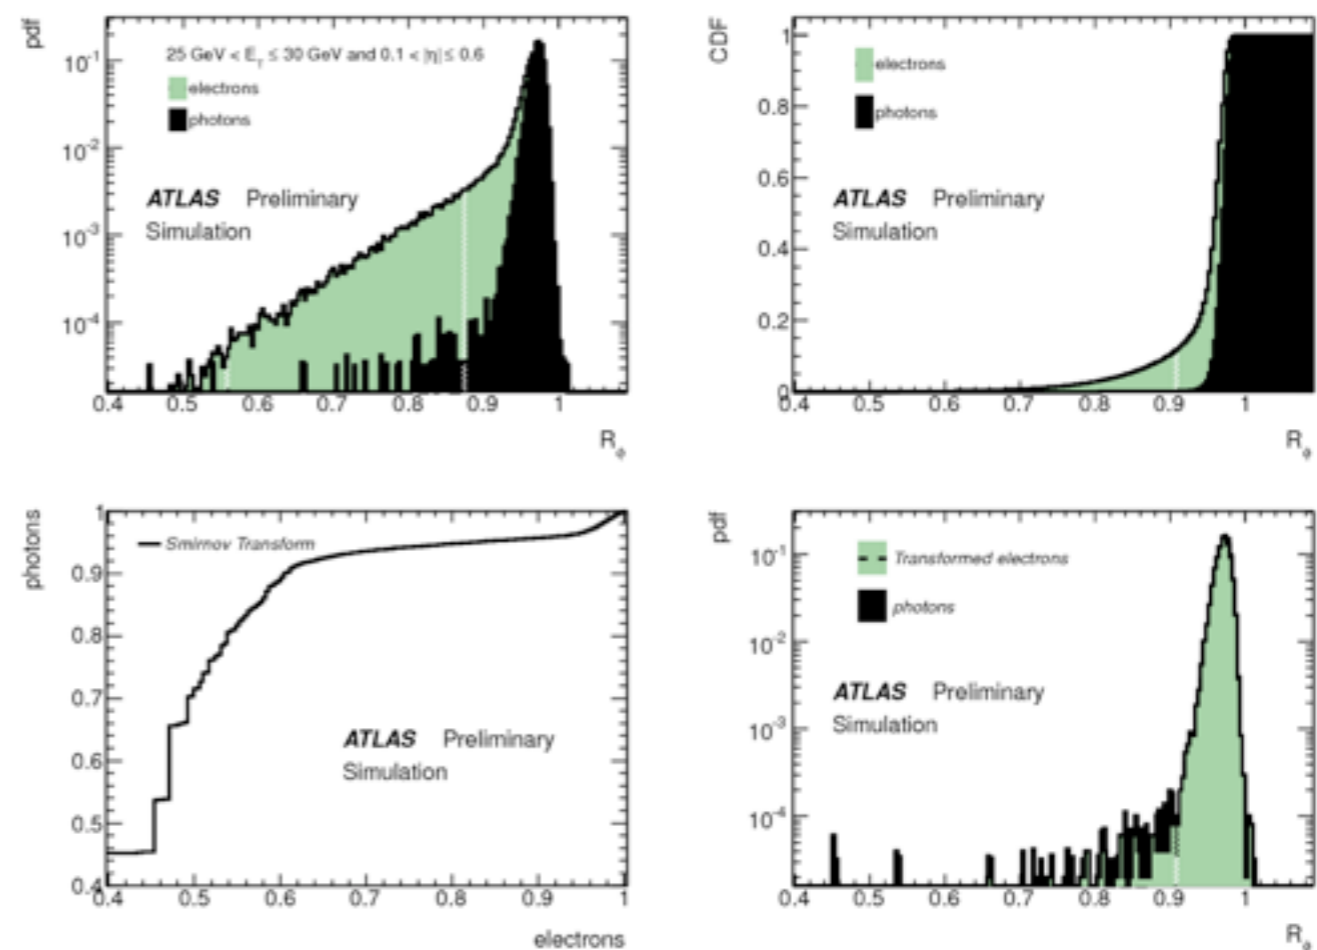 pdf
25 GeV < E_T ≤ 30 GeV and 0.1 < |η| ≤ 0.6
electrons
photons
ATLAS Preliminary
Simulation
10⁻¹
10⁻²
10⁻³
10⁻⁴
0.4 0.5 0.6 0.7 0.8 0.9 1
R_ϕ
CDF
electrons
photons
ATLAS Preliminary
Simulation
1
0.8
0.6
0.4
0.2
0
0.4 0.5 0.6 0.7 0.8 0.9 1
R_ϕ
photons
Smirnov Transform
ATLAS Preliminary
Simulation
1
0.9
0.8
0.7
0.6
0.5
0.4
0.4 0.5 0.6 0.7 0.8 0.9 1
electrons
pdf
Transformed electrons
photons
ATLAS Preliminary
Simulation
10⁻¹
10⁻²
10⁻³
10⁻⁴
0.4 0.5 0.6 0.7 0.8 0.9 1
R_ϕ